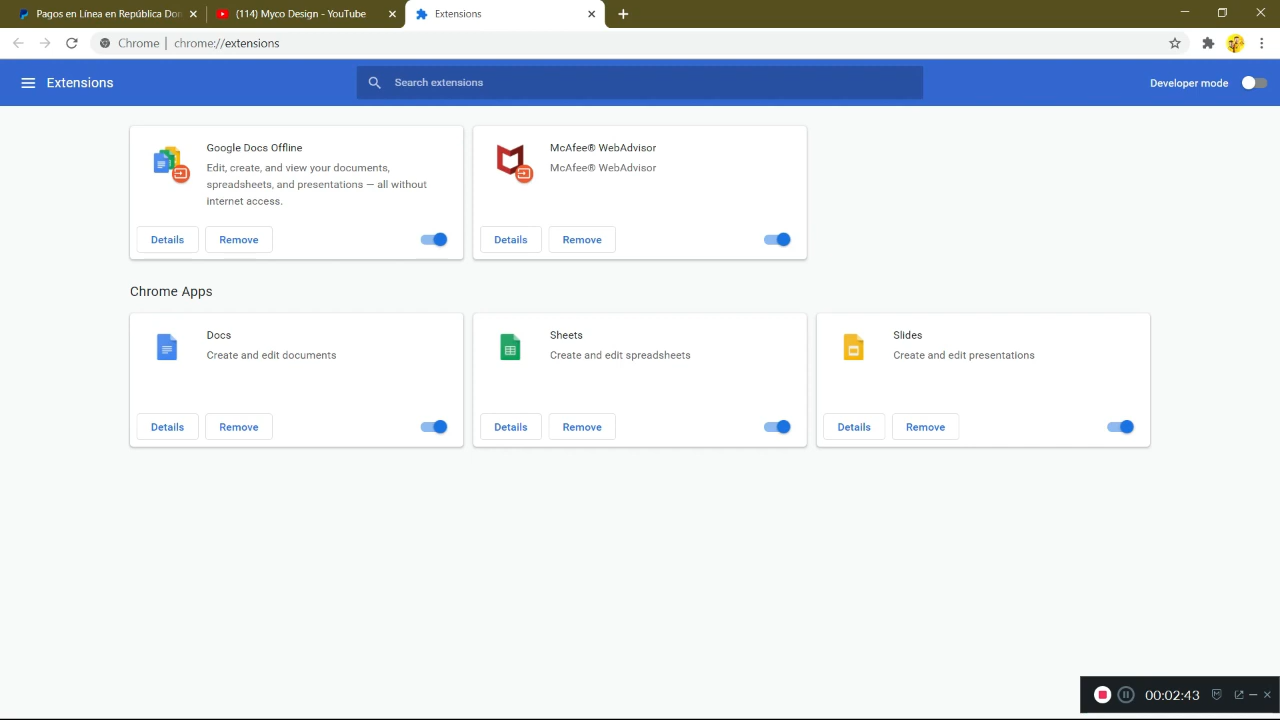 Pagos en Línea en República Dor
(114) Myco Design - YouTube
Extensions
Chrome | chrome://extensions
Extensions
Search extensions
Developer mode
Google Docs Offline
Edit, create, and view your documents,
spreadsheets, and presentations — all without
internet access.
Details
Remove
McAfee® WebAdvisor
McAfee® WebAdvisor
Details
Remove
Chrome Apps
Docs
Create and edit documents
Details
Remove
Sheets
Create and edit spreadsheets
Details
Remove
Slides
Create and edit presentations
Details
Remove
00:02:43